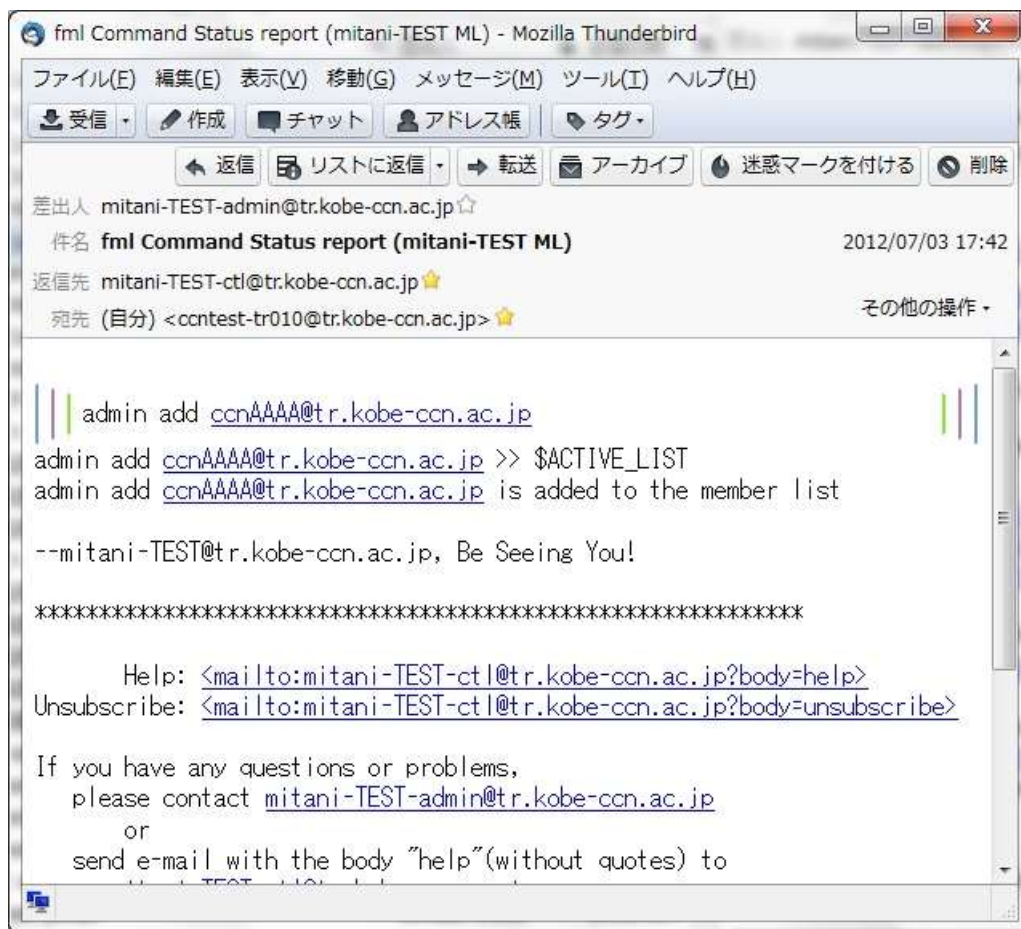 fml Command Status report (mitani-TEST ML) - Mozilla Thunderbird
ファイル(F) 編集(E) 表示(V) 移動(G) メッセージ(M) ツール(T) ヘルプ(H)
受信 作成 チャット アドレス帳 タグ
返信 リストに返信 転送 アーカイブ 迷惑マークを付ける 削除
差出人 mitani-TEST-admin@tr.kobe-ccn.ac.jp
件名 fml Command Status report (mitani-TEST ML) 2012/07/03 17:42
返信先 mitani-TEST-ctl@tr.kobe-ccn.ac.jp
宛先 (自分) <ccntest-tr010@tr.kobe-ccn.ac.jp> その他の操作
admin add ccnAAAA@tr.kobe-ccn.ac.jp
admin add ccnAAAA@tr.kobe-ccn.ac.jp >> $ACTIVE_LIST
admin add ccnAAAA@tr.kobe-ccn.ac.jp is added to the member list
--mitani-TEST@tr.kobe-ccn.ac.jp, Be Seeing You!
************************************************************
Help: <mailto:mitani-TEST-ctl@tr.kobe-ccn.ac.jp?body=help>
Unsubscribe: <mailto:mitani-TEST-ctl@tr.kobe-ccn.ac.jp?body=unsubscribe>
If you have any questions or problems,
please contact mitani-TEST-admin@tr.kobe-ccn.ac.jp
or
send e-mail with the body "help"(without quotes) to